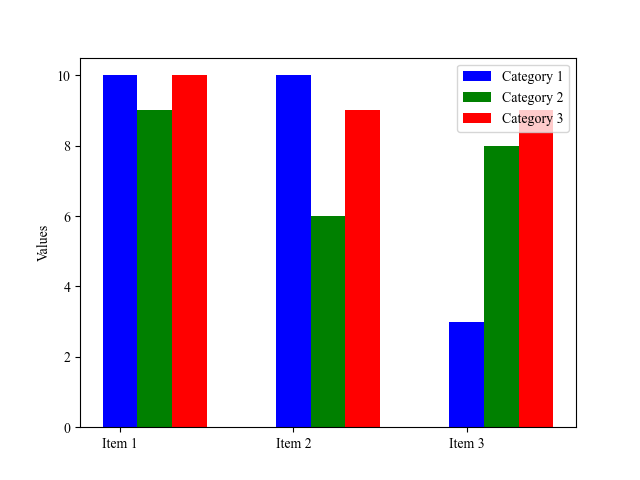 10
8
6
4
2
0
Values
Category 1
Category 2
Category 3
Item 1
Item 2
Item 3